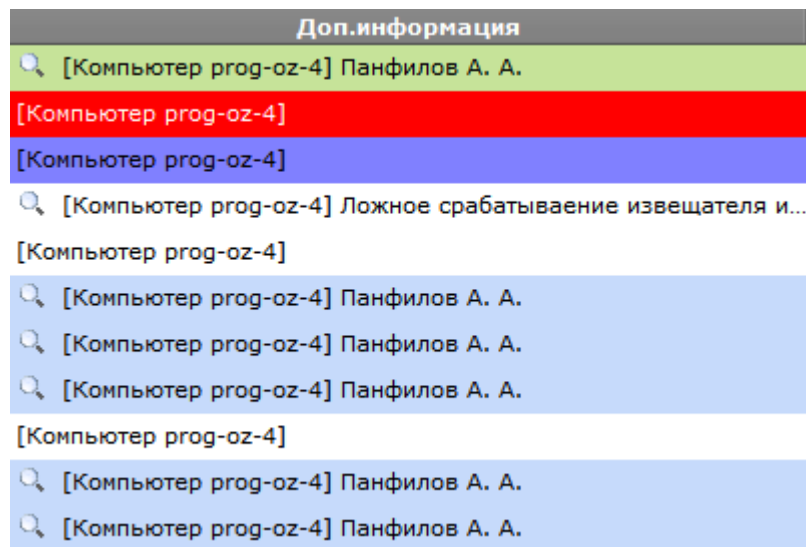 Доп.информация
[Компьютер prog-oz-4] Панфилов А. А.
[Компьютер prog-oz-4]
[Компьютер prog-oz-4]
[Компьютер prog-oz-4] Ложное срабатываение извещателя и...
[Компьютер prog-oz-4]
[Компьютер prog-oz-4] Панфилов А. А.
[Компьютер prog-oz-4] Панфилов А. А.
[Компьютер prog-oz-4] Панфилов А. А.
[Компьютер prog-oz-4]
[Компьютер prog-oz-4] Панфилов А. А.
[Компьютер prog-oz-4] Панфилов А. А.